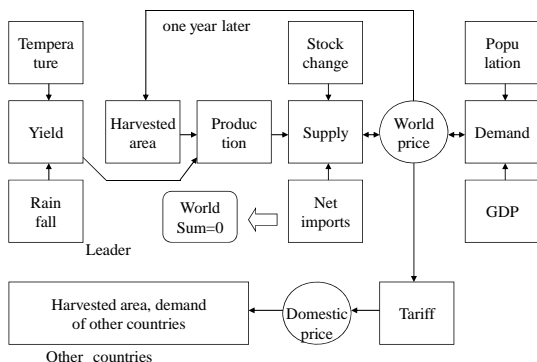 one year later
Tempera
ture
Stock
change
Popu
lation
Yield
Harvested
area
Produc
tion
Supply
World
price
Demand
Rain
fall
World
Sum=0
Net
imports
GDP
Leader
Harvested area, demand
of other countries
Domestic
price
Tariff
Other countries